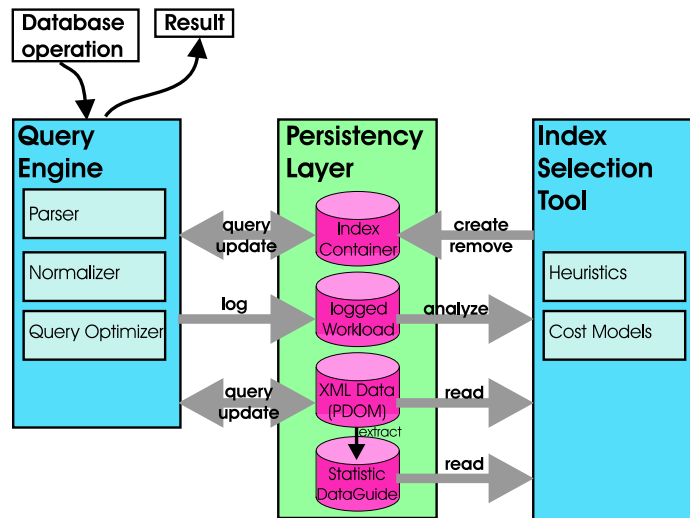 Database
operation
Result
Query
Engine
Parser
Normalizer
Query Optimizer
query
update
log
query
update
Persistency
Layer
Index
Container
logged
Workload
XML Data
(PDOM)
extract
Statistic
DataGuide
create
remove
analyze
read
read
Index
Selection
Tool
Heuristics
Cost Models